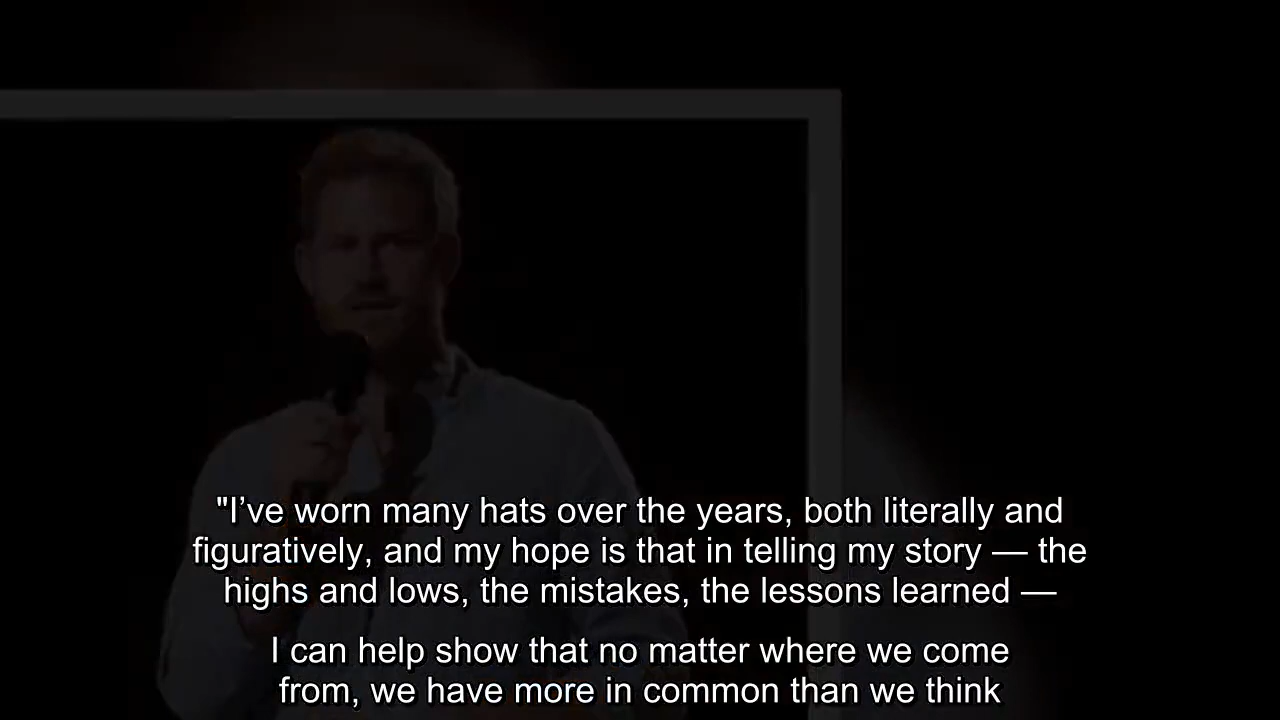 "I’ve worn many hats over the years, both literally and
figuratively, and my hope is that in telling my story — the
highs and lows, the mistakes, the lessons learned —
I can help show that no matter where we come
from, we have more in common than we think